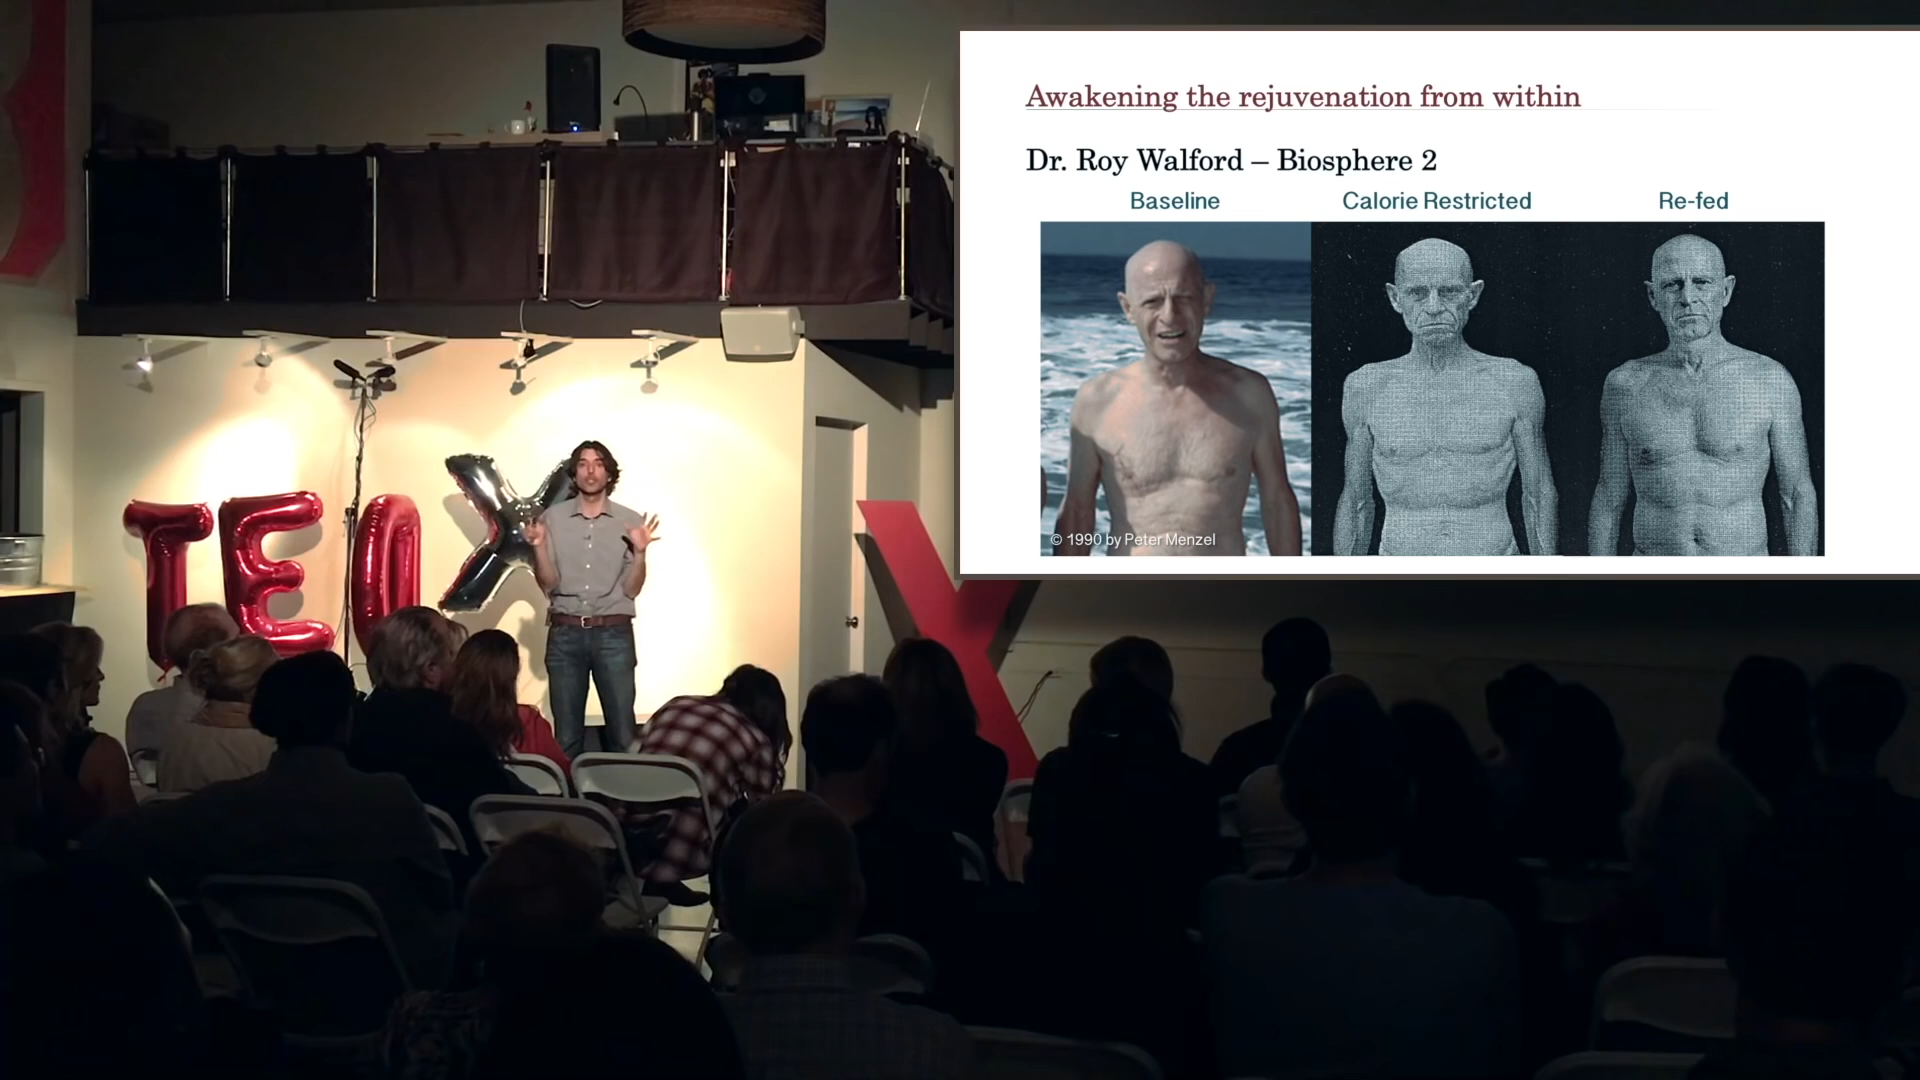 TEDX
X
Awakening the rejuvenation from within
Dr. Roy Walford – Biosphere 2
Baseline
Calorie Restricted
Re-fed
© 1990 by Peter Menzel